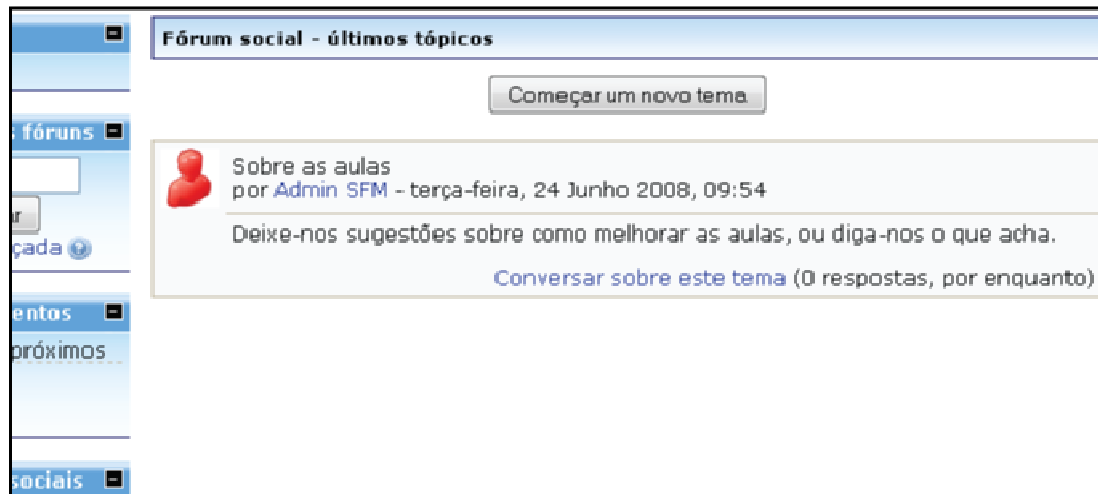 Fórum social - últimos tópicos
Começar um novo tema
fóruns
Sobre as aulas
por Admin SFM - terça-feira, 24 Junho 2008, 09:54
Deixe-nos sugestões sobre como melhorar as aulas, ou diga-nos o que acha.
Conversar sobre este tema (0 respostas, por enquanto)
çada
entos
próximos
sociais